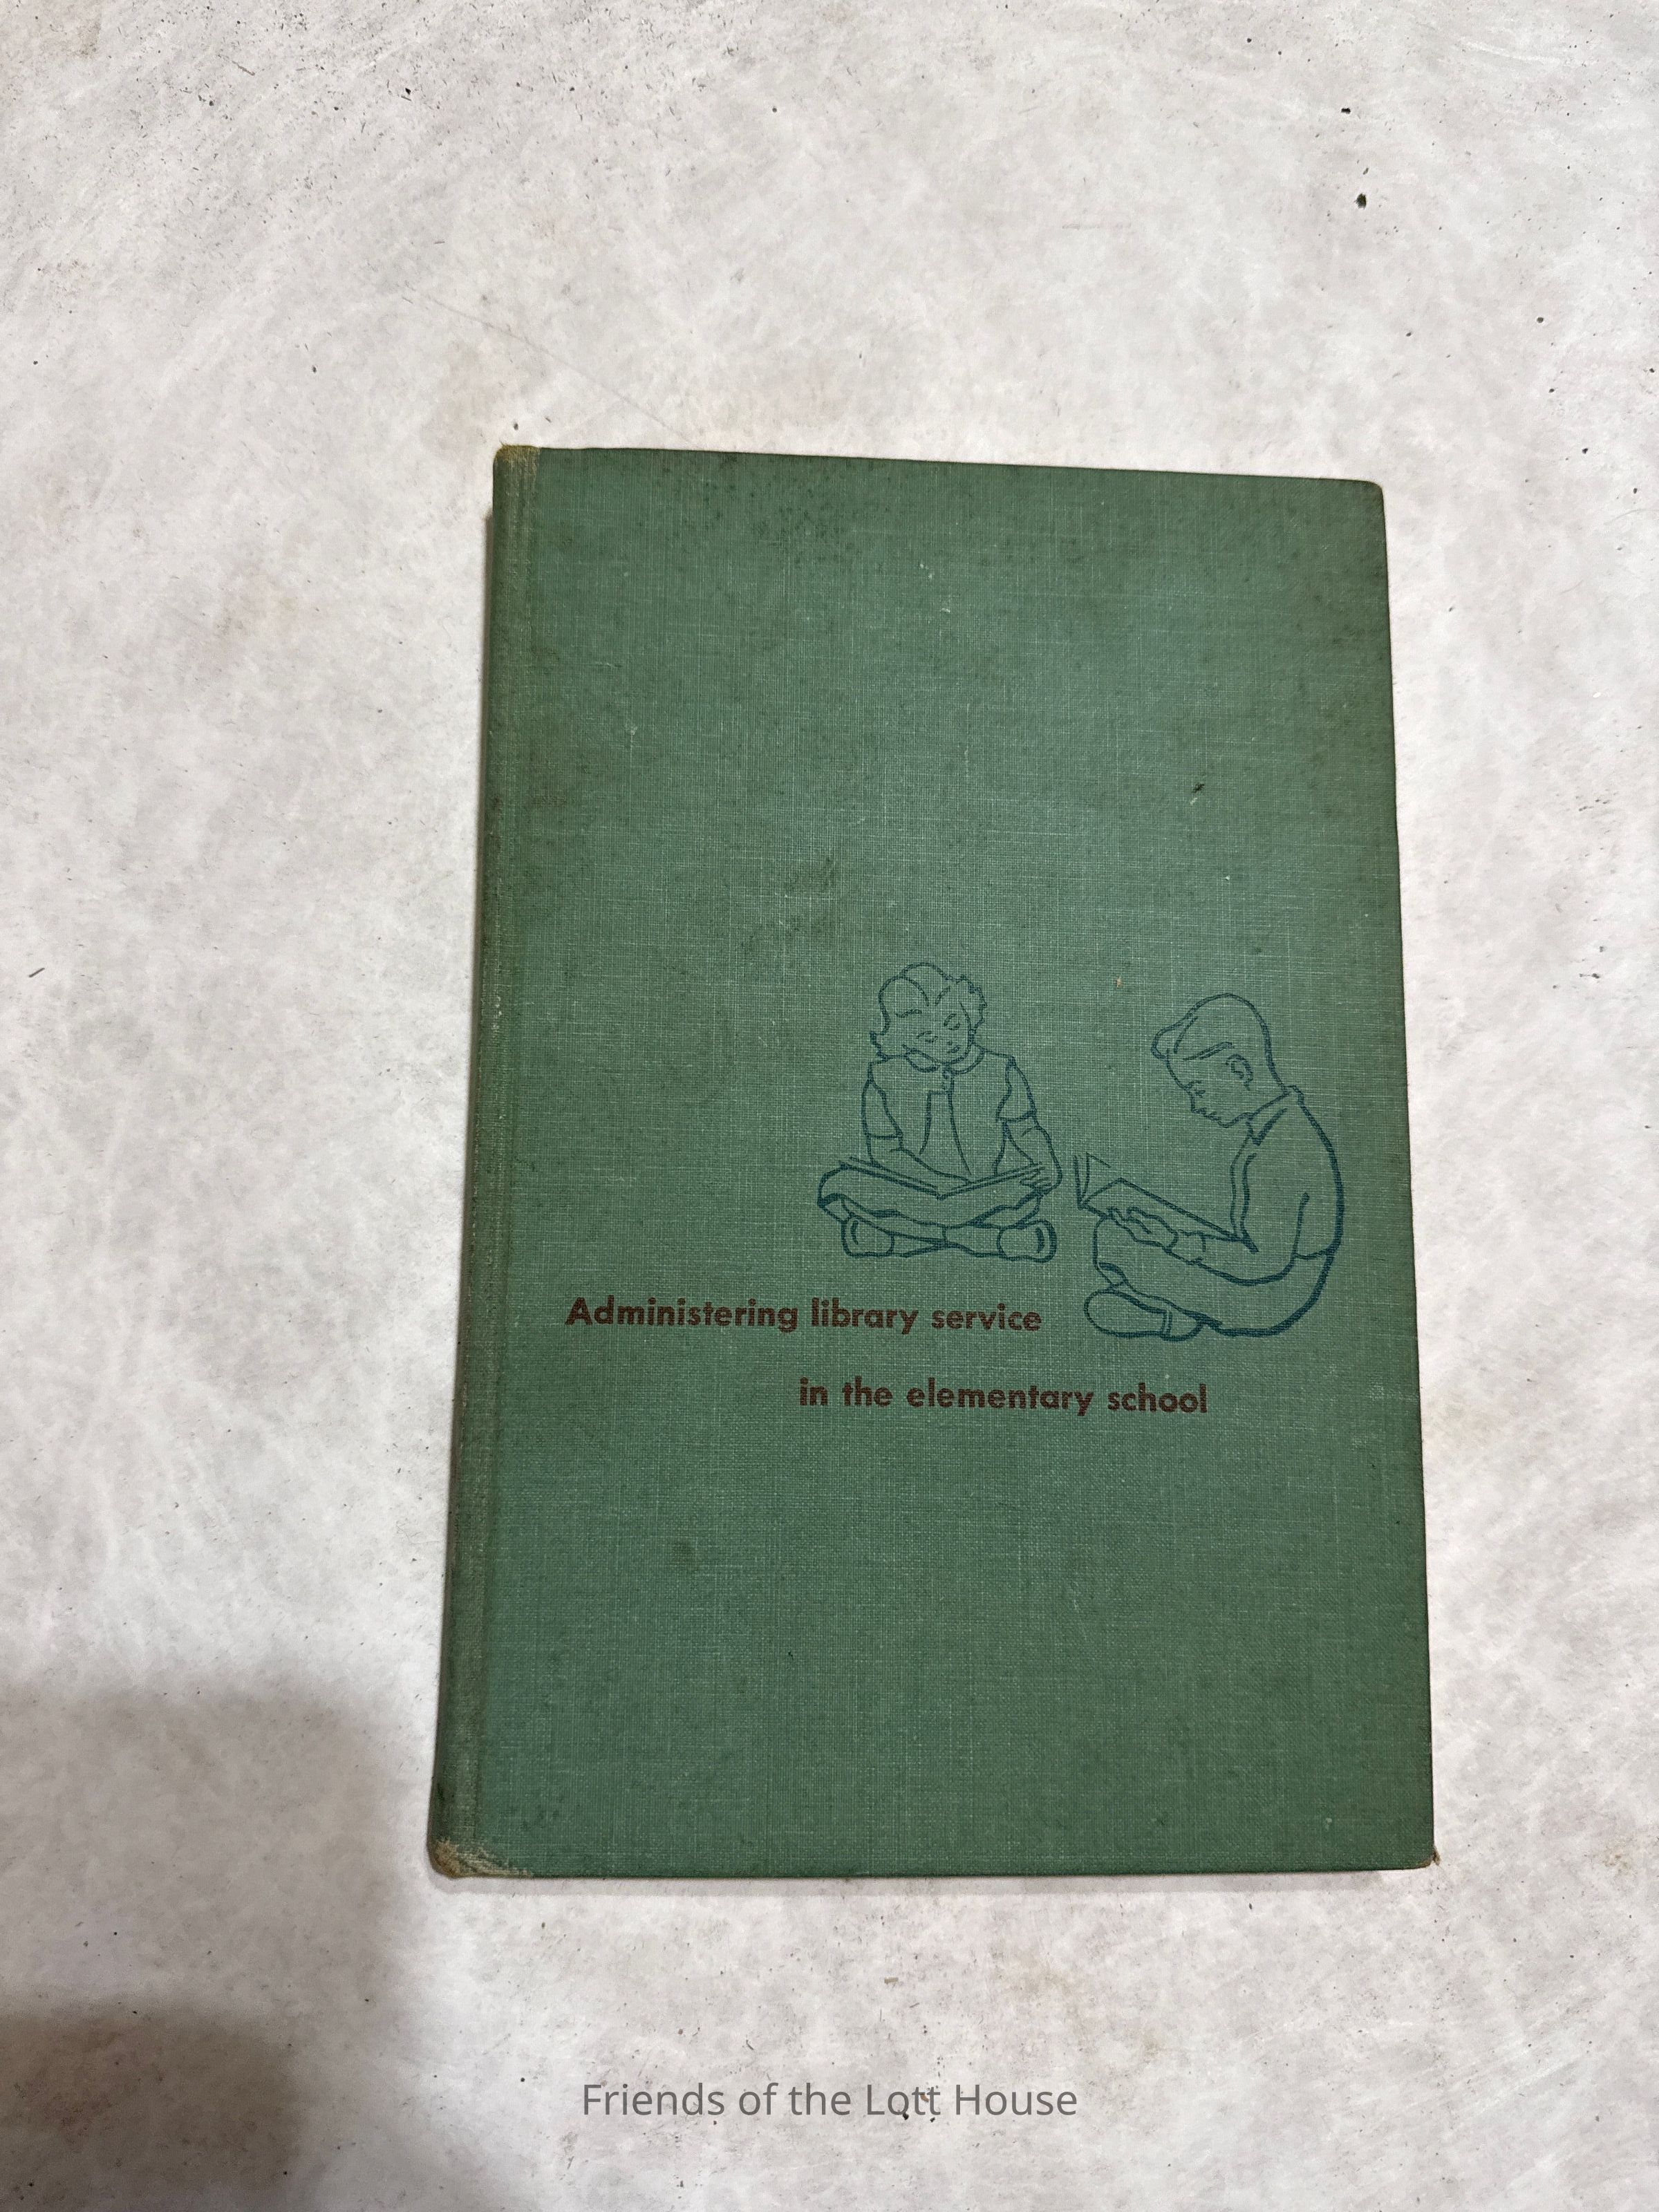 Administering library service
in the elementary school
Friends of the Lott House